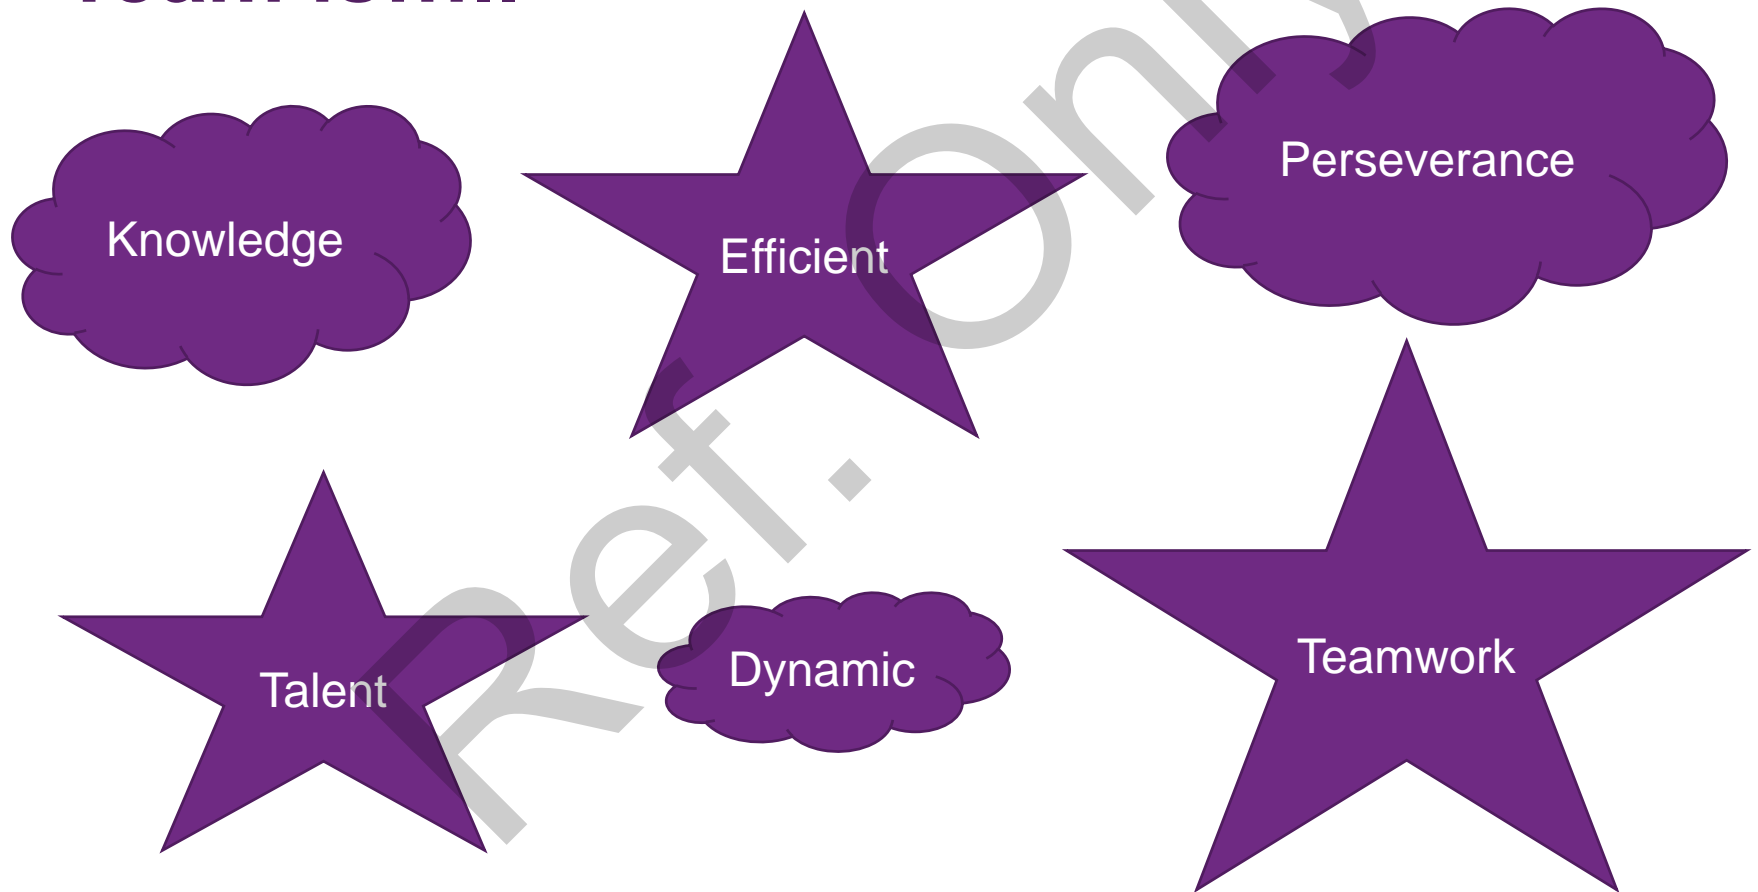 Knowledge
Efficient
Perseverance
Talent
Dynamic
Teamwork
Ref. Only